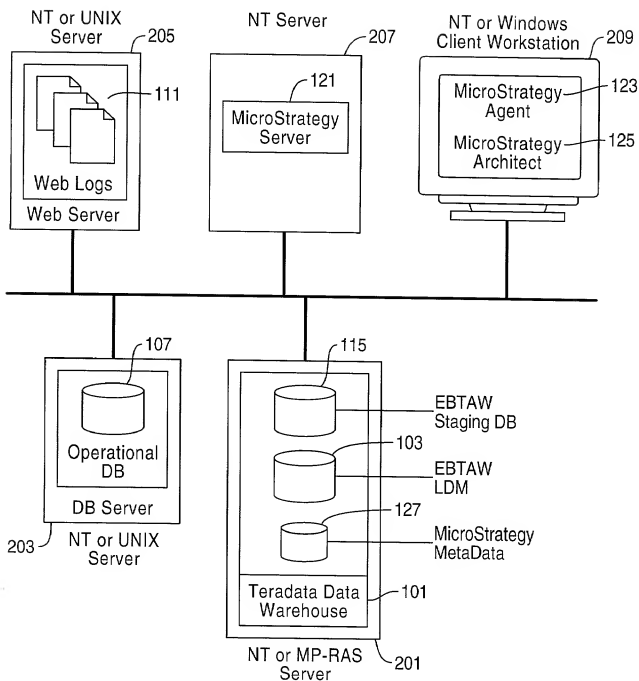 NT or UNIX
Server
205
111
Web Logs
Web Server
NT Server
207
121
MicroStrategy
Server
NT or Windows
Client Workstation
209
MicroStrategy
Agent
123
MicroStrategy
Architect
125
107
Operational
DB
DB Server
203
NT or UNIX
Server
115
EBTAW
Staging DB
103
EBTAW
LDM
127
MicroStrategy
MetaData
Teradata Data
Warehouse
101
NT or MP-RAS
Server
201